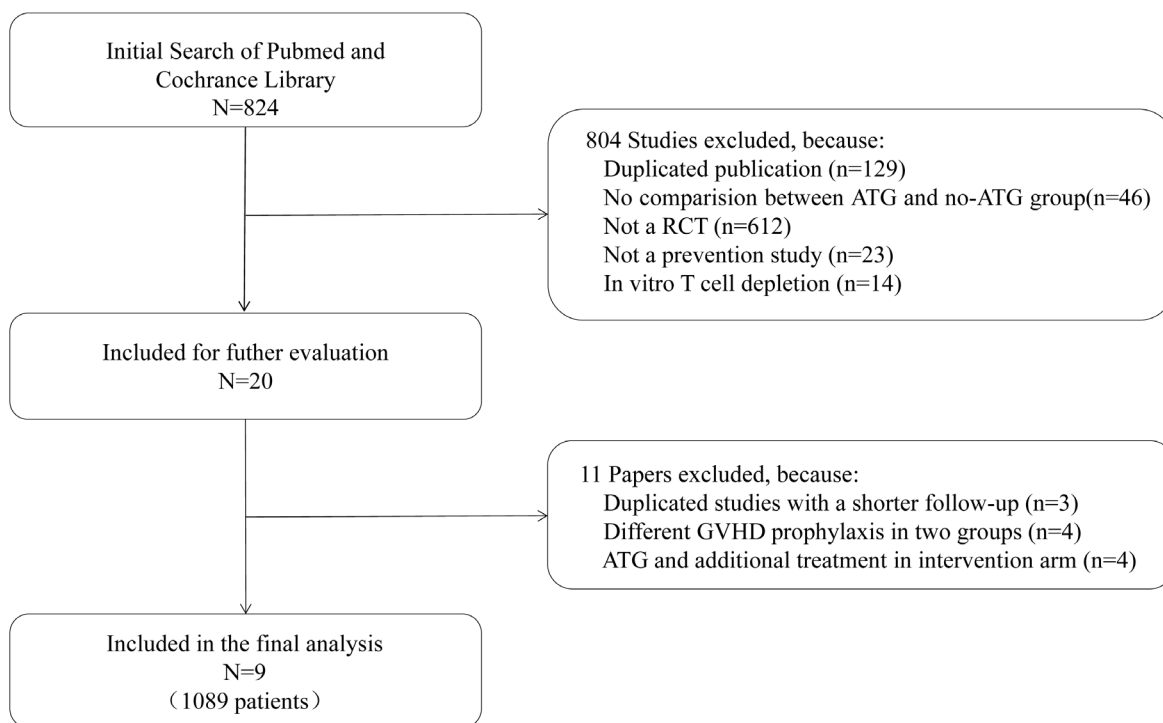 Initial Search of Pubmed and
Cochrance Library
N=824
804 Studies excluded, because:
Duplicated publication (n=129)
No comparision between ATG and no-ATG group(n=46)
Not a RCT (n=612)
Not a prevention study (n=23)
In vitro T cell depletion (n=14)
Included for futher evaluation
N=20
11 Papers excluded, because:
Duplicated studies with a shorter follow-up (n=3)
Different GVHD prophylaxis in two groups (n=4)
ATG and additional treatment in intervention arm (n=4)
Included in the final analysis
N=9
（1089 patients）